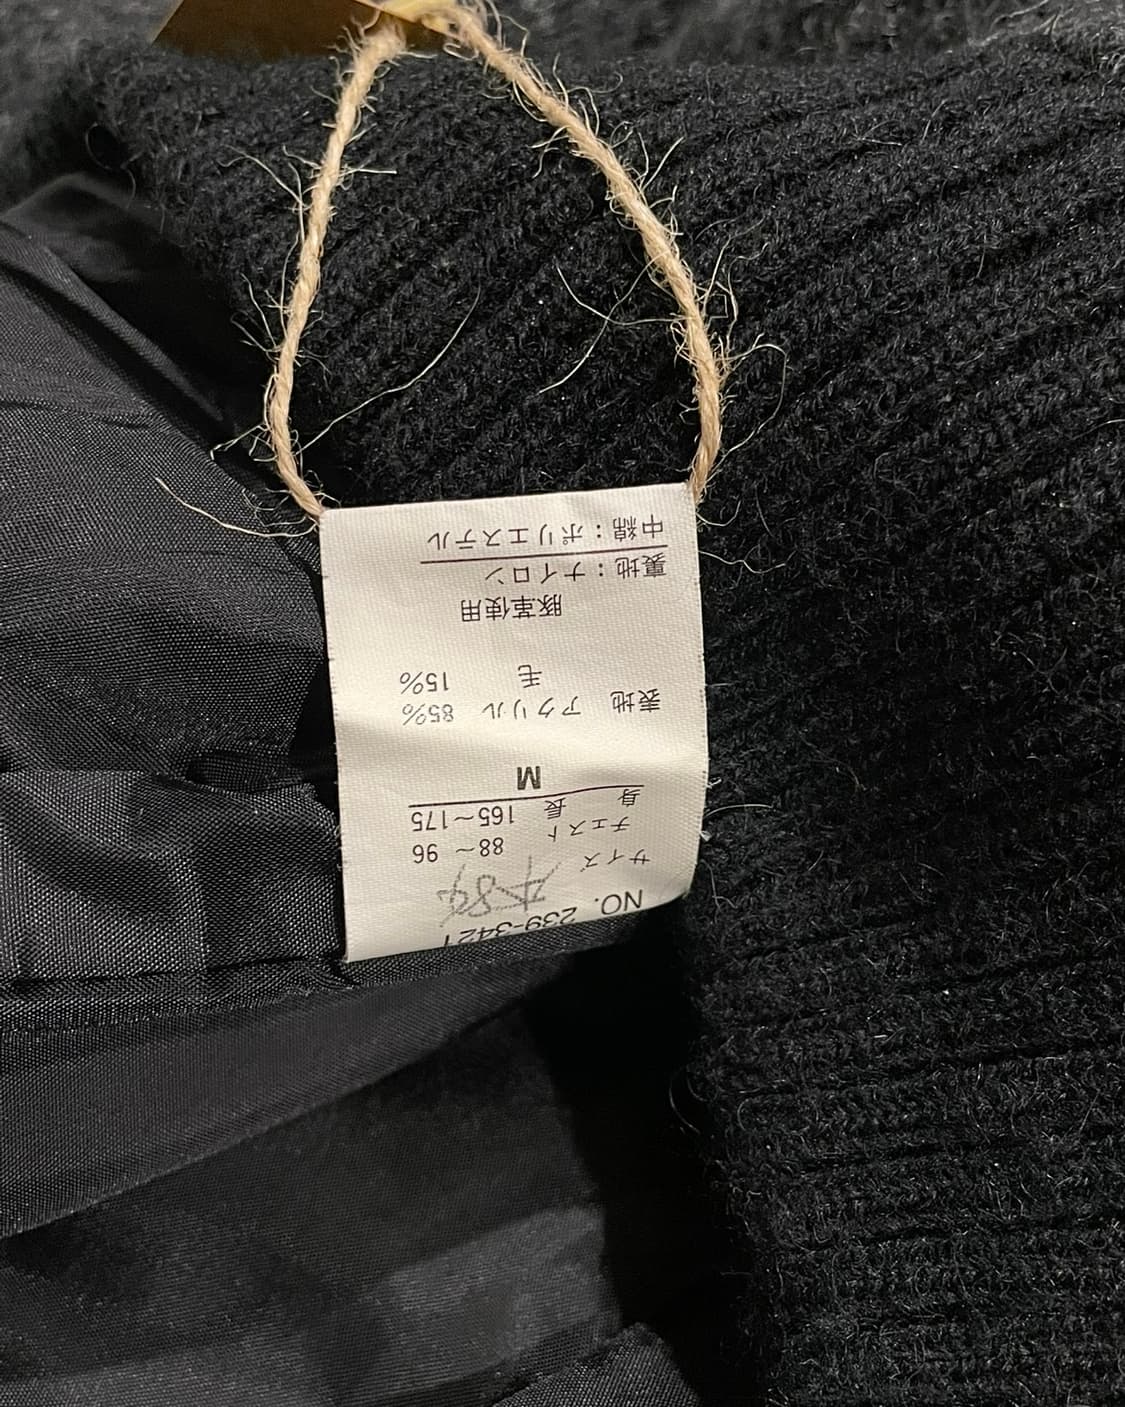 NO. 239-3421
サイズ
チェスト 88～96
身長 165～175
M
表地 アクリル 85%
毛 15%
豚革使用
裏地：ナイロン
中綿：ポリエステル